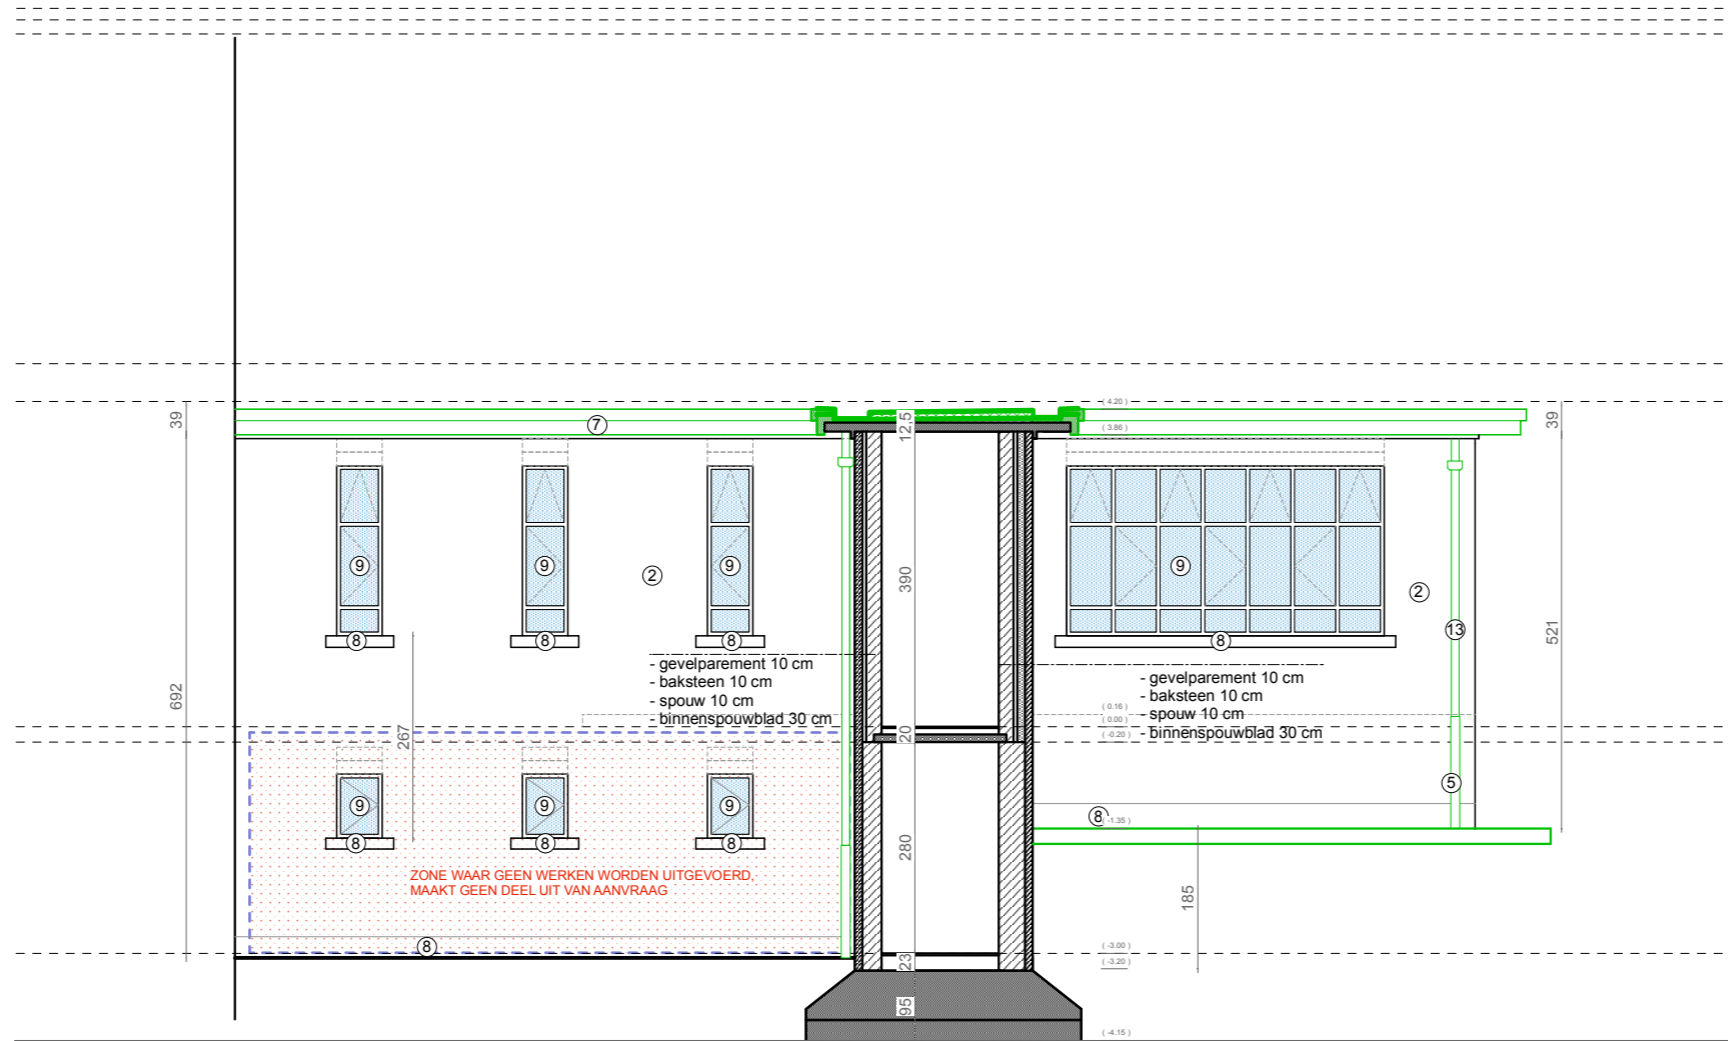 ( 4.20 )
39
7
12,5
( 3.86 )
39
9
9
9
2
390
9
2
13
521
8
8
8
8
- gevelparement 10 cm
- baksteen 10 cm
- spouw 10 cm
- binnenspouwblad 30 cm
- gevelparement 10 cm
- baksteen 10 cm
- spouw 10 cm
- binnenspouwblad 30 cm
692
267
20
( 0.16 )
( 0.00 )
( -0.20 )
5
9
9
9
8
8
8
280
8
( -1.35 )
ZONE WAAR GEEN WERKEN WORDEN UITGEVOERD,
MAAKT GEEN DEEL UIT VAN AANVRAAG
185
8
23
( -3.00 )
( -3.20 )
95
( -4.15 )